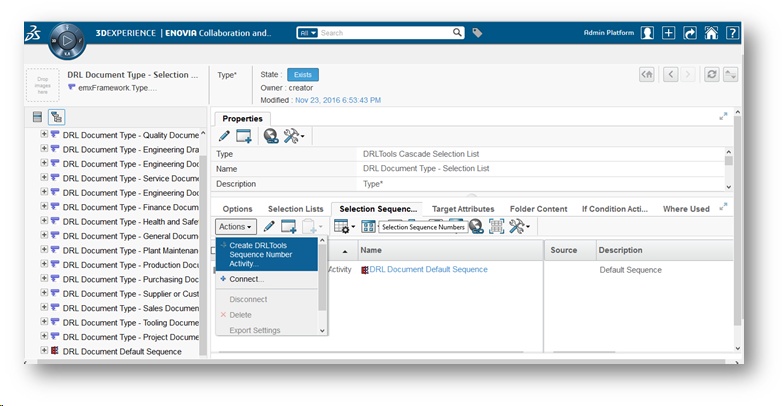 3DEXPERIENCE | ENOVIA Collaboration and..
All
Search
Admin Platform
Drop
images
here
DRL Document Type - Selection ...
emxFramework.Type....
Type*
State : Exists
Owner : creator
Modified : Nov 23, 2016 6:53:43 PM
DRL Document Type - Quality Docume
DRL Document Type - Engineering Dra
DRL Document Type - Engineering Doc
DRL Document Type - Service Docume
DRL Document Type - Engineering Doc
DRL Document Type - Finance Docum
DRL Document Type - Health and Safe
DRL Document Type - General Docume
DRL Document Type - Plant Maintenan
DRL Document Type - Production Docu
DRL Document Type - Purchasing Doc
DRL Document Type - Supplier or Cust
DRL Document Type - Sales Documen
DRL Document Type - Tooling Docume
DRL Document Type - Project Docume
DRL Document Default Sequence
Properties
Type DRLTools Cascade Selection List
Name DRL Document Type - Selection List
Description Type*
Options Selection Lists Selection Sequenc... Target Attributes Folder Content If Condition Acti... Where Used
Actions
Selection Sequence Numbers
Name Source Description
Activity DRL Document Default Sequence Default Sequence
Create DRLTools
Sequence Number
Activity...
Connect...
Disconnect
Delete
Export Settings